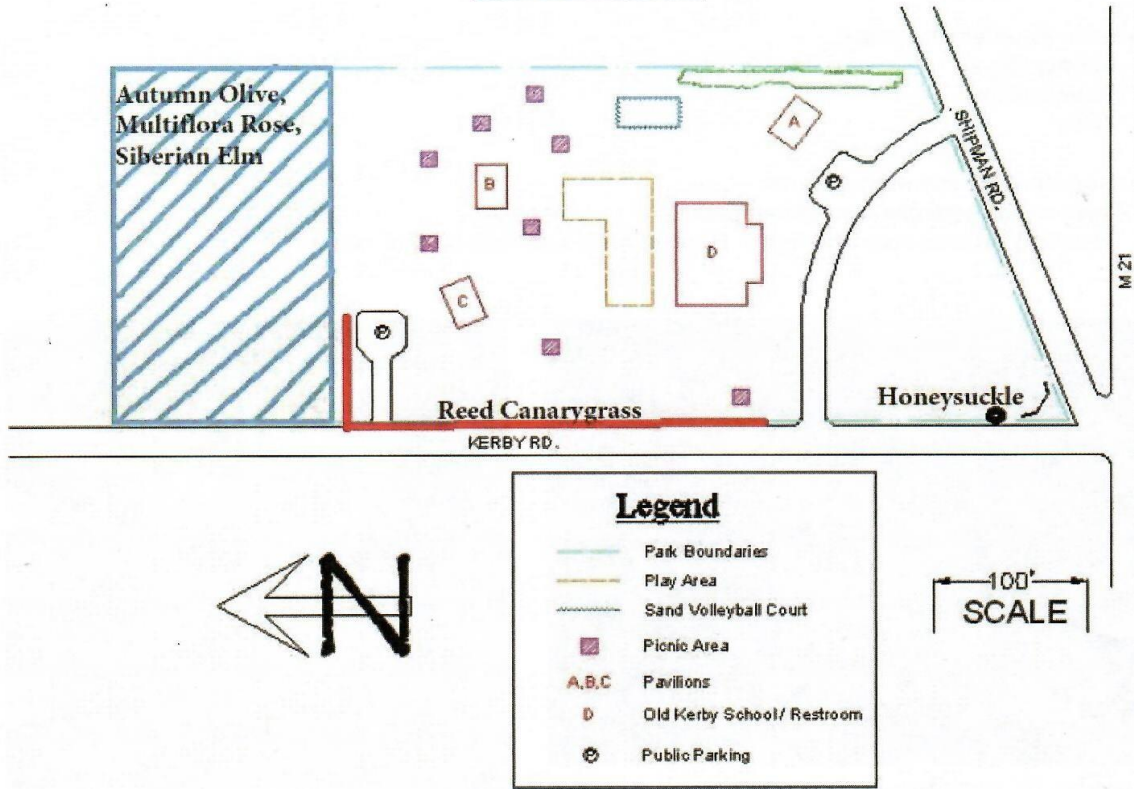 Autumn Olive,
Multiflora Rose,
Siberian Elm
A
B
C
D
P
P
SHIPMAN RD.
M 21
Honeysuckle
Reed Canarygrass
KERBY RD.
N
Legend
Park Boundaries
Play Area
Sand Volleyball Court
Picnic Area
A,B,C Pavilions
D Old Kerby School / Restroom
P Public Parking
100'
SCALE